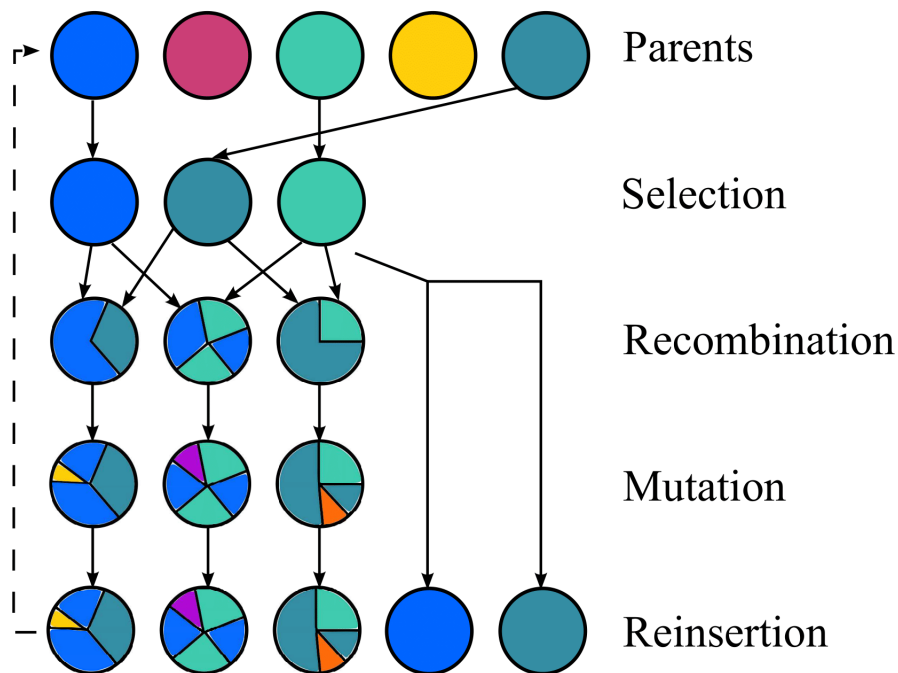 Parents
Selection
Recombination
Mutation
Reinsertion